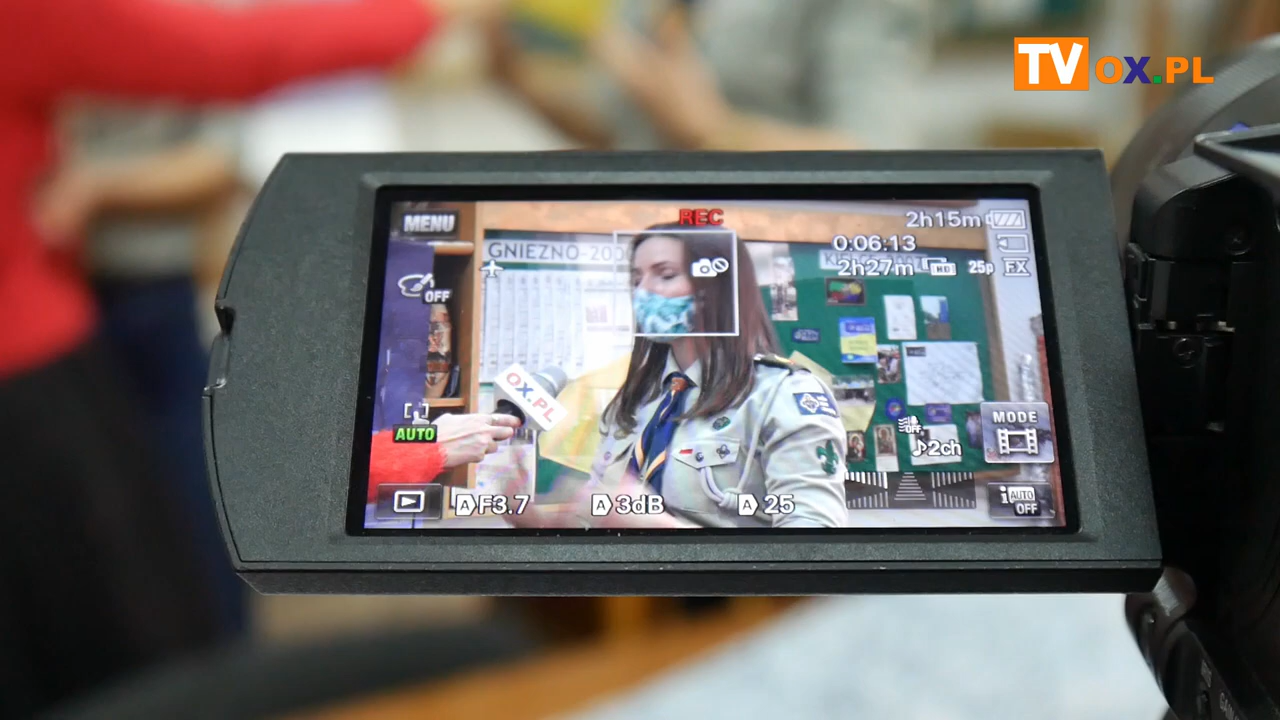 TVOX.PL
MENU
REC
2h15m
0:06:13
GNIEZNO-2000
2h27m HD 25p FX
OFF
OX.PL
AUTO
MODE
OFF
2ch
F3.7
A 3dB
A 25
iAUTO
OFF